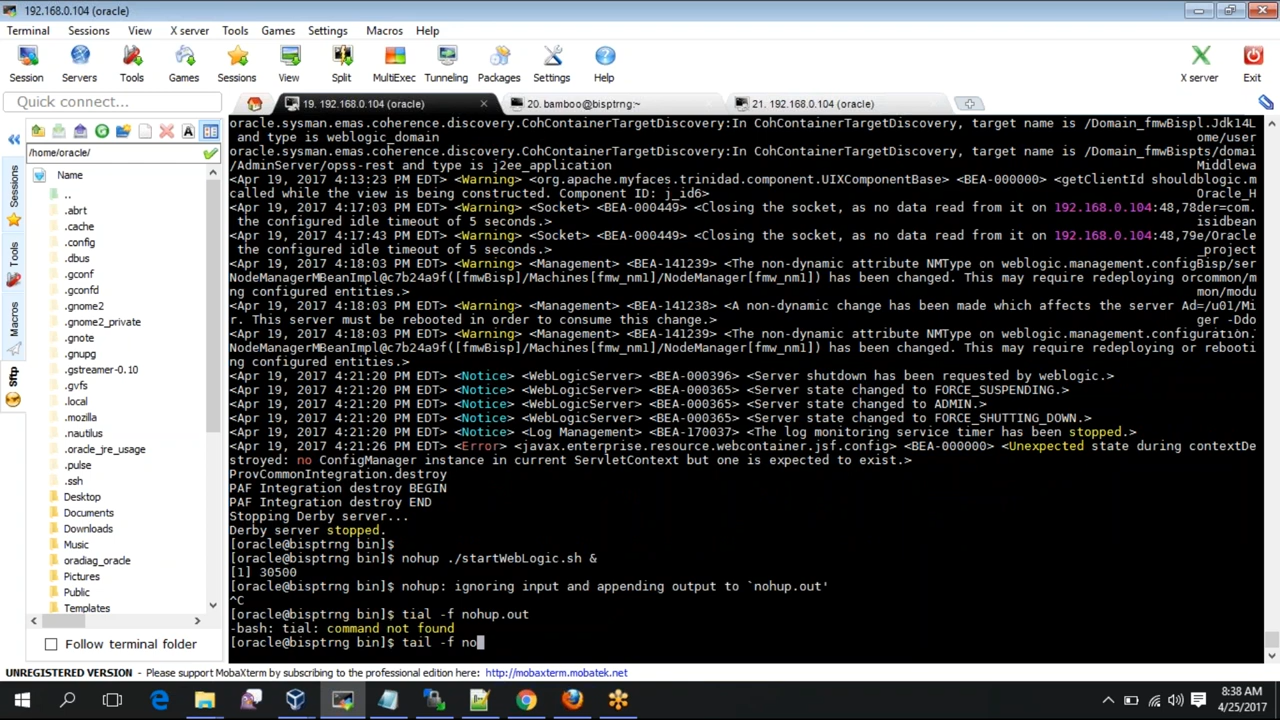 192.168.0.104 (oracle)
Terminal Sessions View X server Tools Games Settings Macros Help
Session Servers Tools Games Sessions View Split MultiExec Tunneling Packages Settings Help X server Exit
Quick connect...
19. 192.168.0.104 (oracle)
20. bamboo@bisptrng:~
21. 192.168.0.104 (oracle)
/home/oracle/
Name
..
.abrt
.cache
.config
.dbus
.gconf
.gconfd
.gnome2
.gnome2_private
.gnote
.gnupg
.gstreamer-0.10
.gvfs
.local
.mozilla
.nautilus
.oracle_jre_usage
.pulse
.ssh
Desktop
Documents
Downloads
Music
oradiag_oracle
Pictures
Public
Templates
Follow terminal folder
Sessions
Tools
Macros
Sftp
oracle.sysman.emas.coherence.discovery.CohContainerTargetDiscovery:In CohContainerTargetDiscovery, target name is /Domain_fmwBispl.Jdk14L
and type is weblogic_domain ome/user
oracle.sysman.emas.coherence.discovery.CohContainerTargetDiscovery:In CohContainerTargetDiscovery, target name is /Domain_fmwBispts/domai
/AdminServer/opss-rest and type is j2ee_application Middlewa
<Apr 19, 2017 4:13:23 PM EDT> <Warning> <org.apache.myfaces.trinidad.component.UIXComponentBase> <BEA-000000> <getClientId shouldblogic.m
called while the view is being constructed. Component ID: j_id6> Oracle_H
<Apr 19, 2017 4:17:03 PM EDT> <Warning> <Socket> <BEA-000449> <Closing the socket, as no data read from it on 192.168.0.104:48,78der=com.
the configured idle timeout of 5 seconds.> isidbean
<Apr 19, 2017 4:17:43 PM EDT> <Warning> <Socket> <BEA-000449> <Closing the socket, as no data read from it on 192.168.0.104:48,79e/Oracle
the configured idle timeout of 5 seconds.> _project
<Apr 19, 2017 4:18:03 PM EDT> <Warning> <Management> <BEA-141239> <The non-dynamic attribute NMType on weblogic.management.configBisp/ser
NodeManagerMBeanImpl@c7b24a9f([fmwBisp]/Machines[fmw_nm1]/NodeManager[fmw_nm1]) has been changed. This may require redeploying orcommon/m
ng configured entities.> mon/modu
<Apr 19, 2017 4:18:03 PM EDT> <Warning> <Management> <BEA-141238> <A non-dynamic change has been made which affects the server Ad=/u01/Mi
r. This server must be rebooted in order to consume this change.> ger -Ddo
<Apr 19, 2017 4:18:03 PM EDT> <Warning> <Management> <BEA-141239> <The non-dynamic attribute NMType on weblogic.management.configuration.
NodeManagerMBeanImpl@c7b24a9f([fmwBisp]/Machines[fmw_nm1]/NodeManager[fmw_nm1]) has been changed. This may require redeploying or rebooti
ng configured entities.>
<Apr 19, 2017 4:21:20 PM EDT> <Notice> <WebLogicServer> <BEA-000396> <Server shutdown has been requested by weblogic.>
<Apr 19, 2017 4:21:20 PM EDT> <Notice> <WebLogicServer> <BEA-000365> <Server state changed to FORCE_SUSPENDING.>
<Apr 19, 2017 4:21:20 PM EDT> <Notice> <WebLogicServer> <BEA-000365> <Server state changed to ADMIN.>
<Apr 19, 2017 4:21:20 PM EDT> <Notice> <WebLogicServer> <BEA-000365> <Server state changed to FORCE_SHUTTING_DOWN.>
<Apr 19, 2017 4:21:20 PM EDT> <Notice> <Log Management> <BEA-170037> <The log monitoring service timer has been stopped.>
<Apr 19, 2017 4:21:26 PM EDT> <Error> <javax.enterprise.resource.webcontainer.jsf.config> <BEA-000000> <Unexpected state during contextDe
stroyed: no ConfigManager instance in current ServletContext but one is expected to exist.>
ProvCommonIntegration.destroy
PAF Integration destroy BEGIN
PAF Integration destroy END
Stopping Derby server...
Derby server stopped.
[oracle@bisptrng bin]$
[oracle@bisptrng bin]$ nohup ./startWebLogic.sh &
[1] 30500
[oracle@bisptrng bin]$ nohup: ignoring input and appending output to `nohup.out'
^C
[oracle@bisptrng bin]$ tial -f nohup.out
-bash: tial: command not found
[oracle@bisptrng bin]$ tail -f no
UNREGISTERED VERSION - Please support MobaXterm by subscribing to the professional edition here: http://mobaxterm.mobatek.net
8:38 AM
4/25/2017